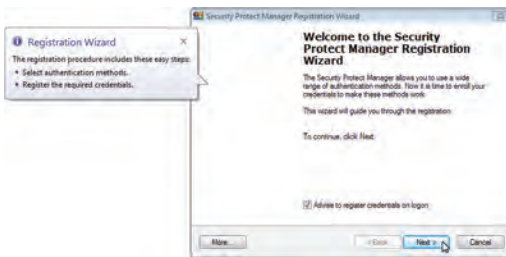 Security Protect Manager Registration Wizard
Registration Wizard
The registration procedure includes these easy steps:
• Select authentication methods.
• Register the required credentials.
Welcome to the Security
Protect Manager Registration
Wizard
The Security Protect Manager allows you to use a wide
range of authentication methods. Now it is time to enroll your
credentials to make these methods work.
This wizard will guide you through the registration.
To continue, click Next.
Advise to register credentials on logon
More...
< Back
Next >
Cancel